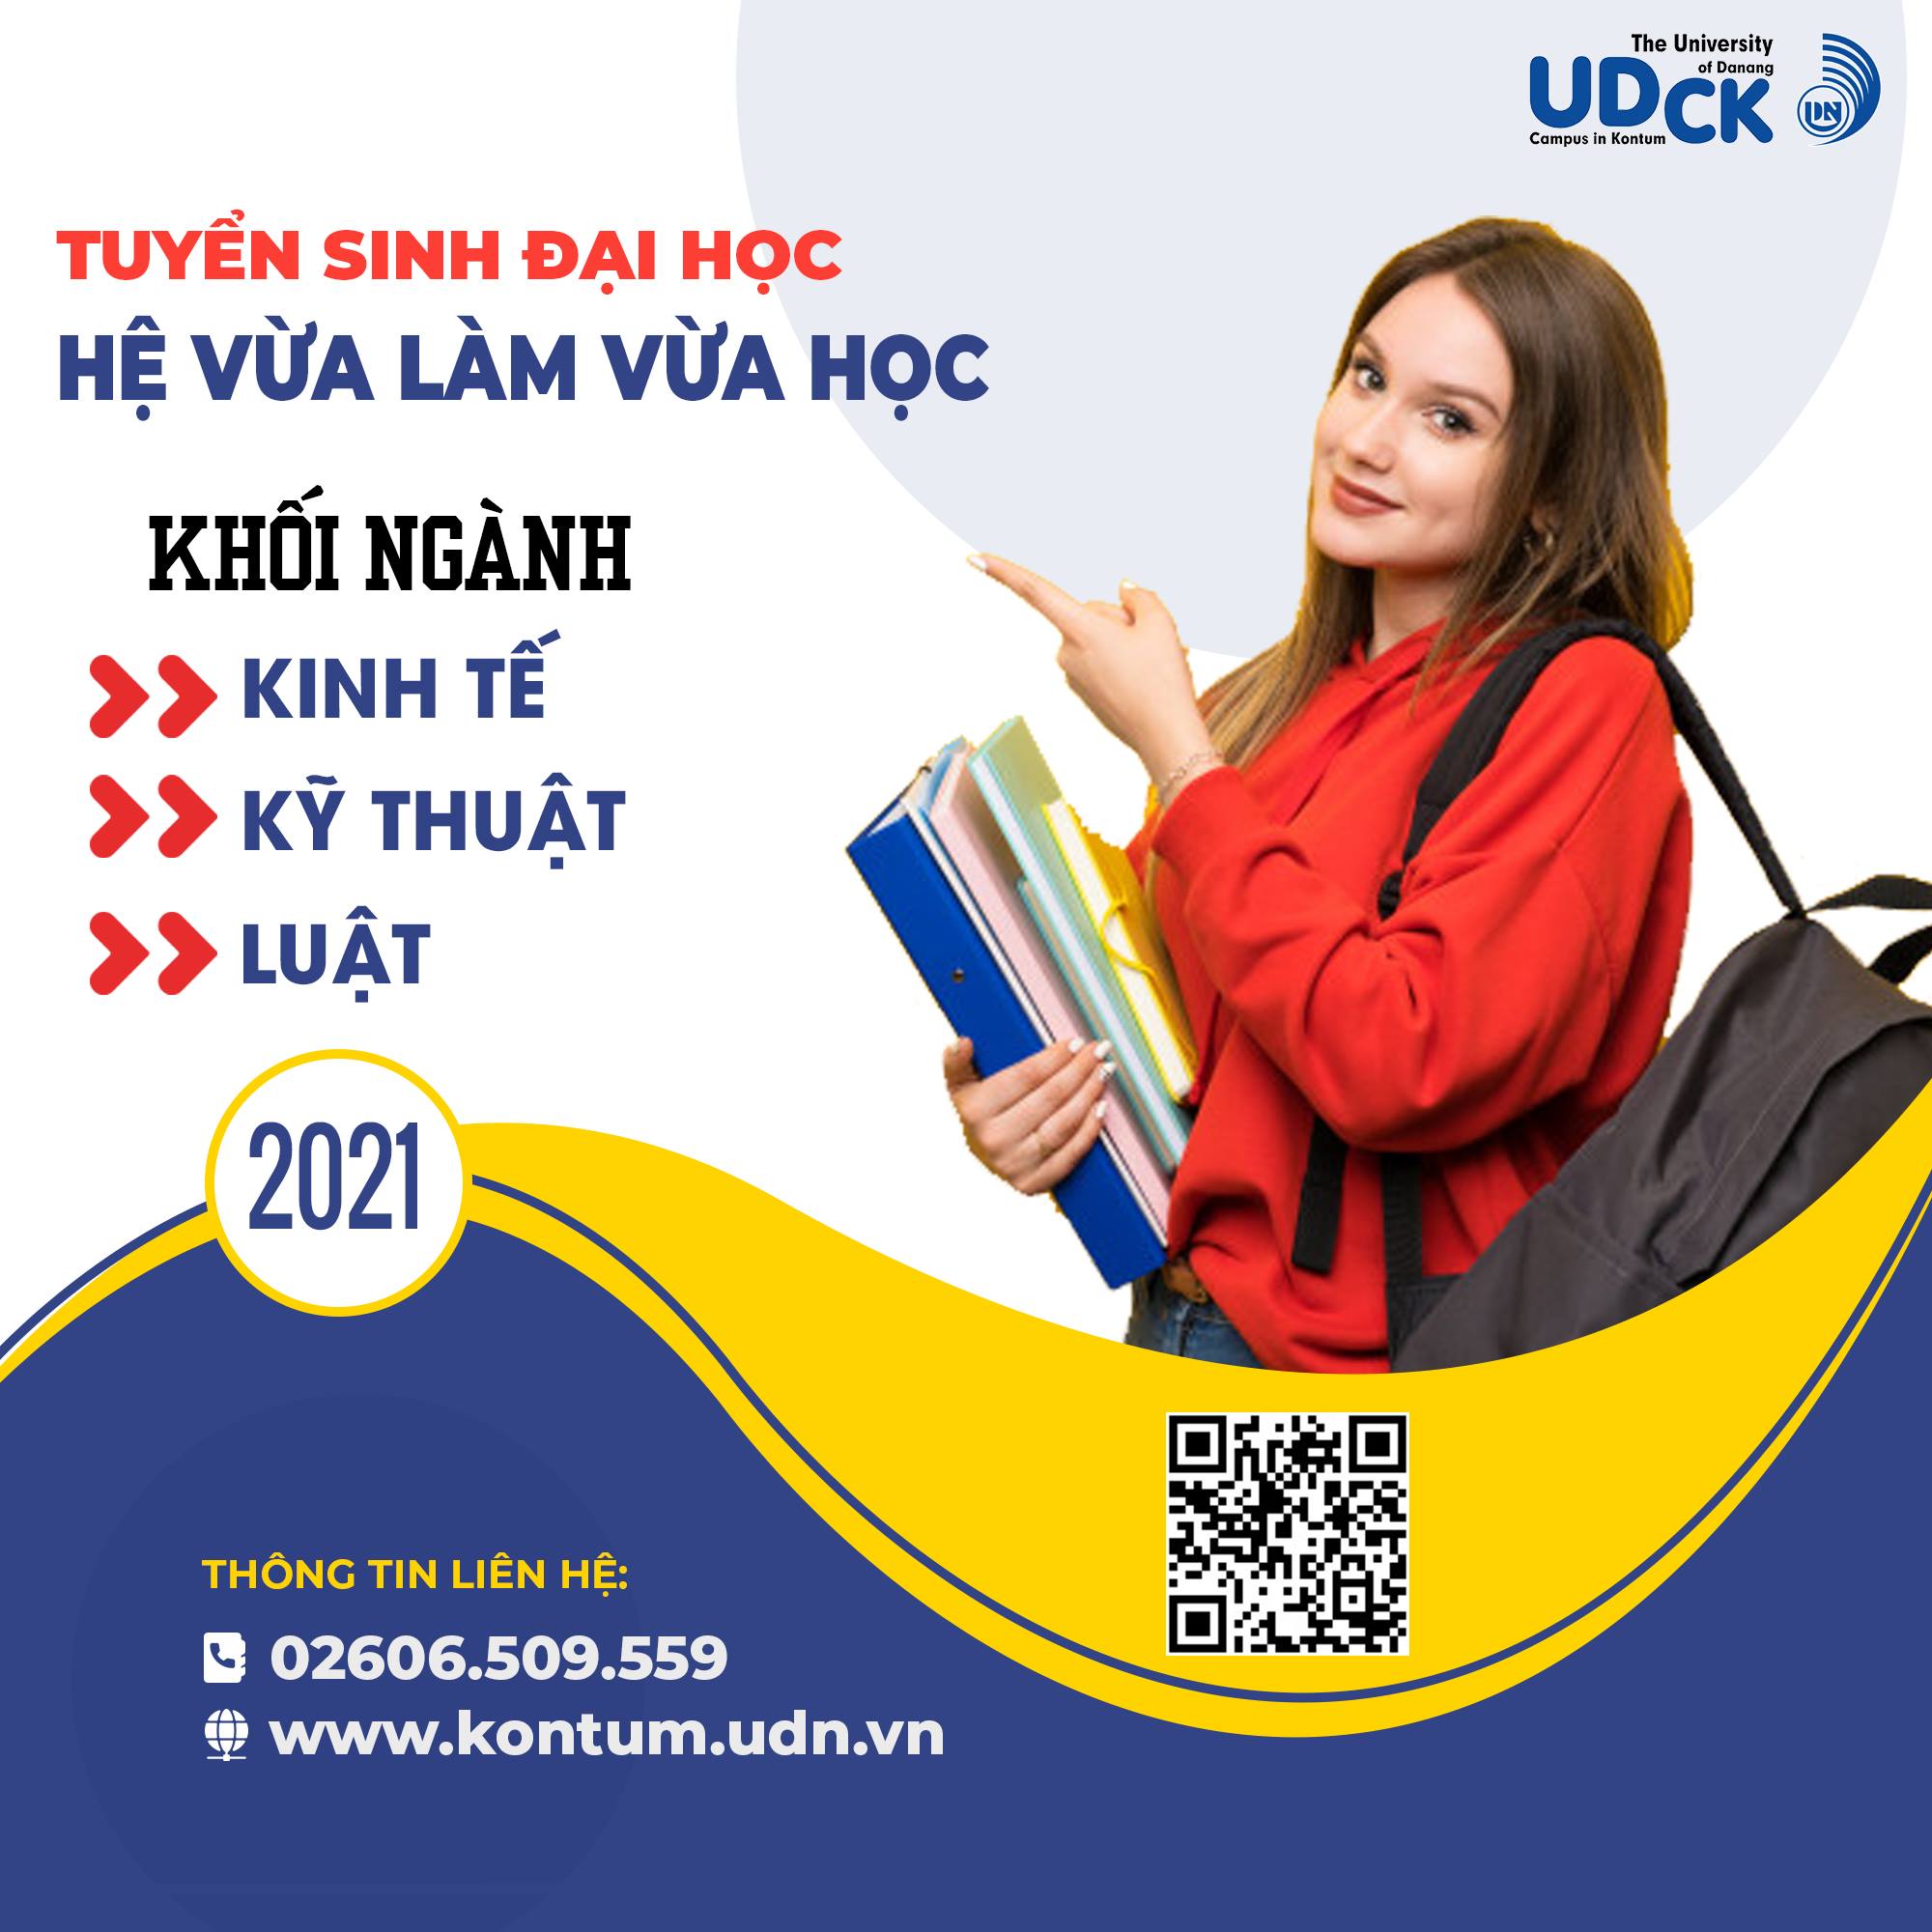 The University
of Danang
UDCK
Campus in Kontum
DN
TUYỂN SINH ĐẠI HỌC
HỆ VỪA LÀM VỪA HỌC
KHỐI NGÀNH
KINH TẾ
KỸ THUẬT
LUẬT
2021
THÔNG TIN LIÊN HỆ:
02606.509.559
www.kontum.udn.vn